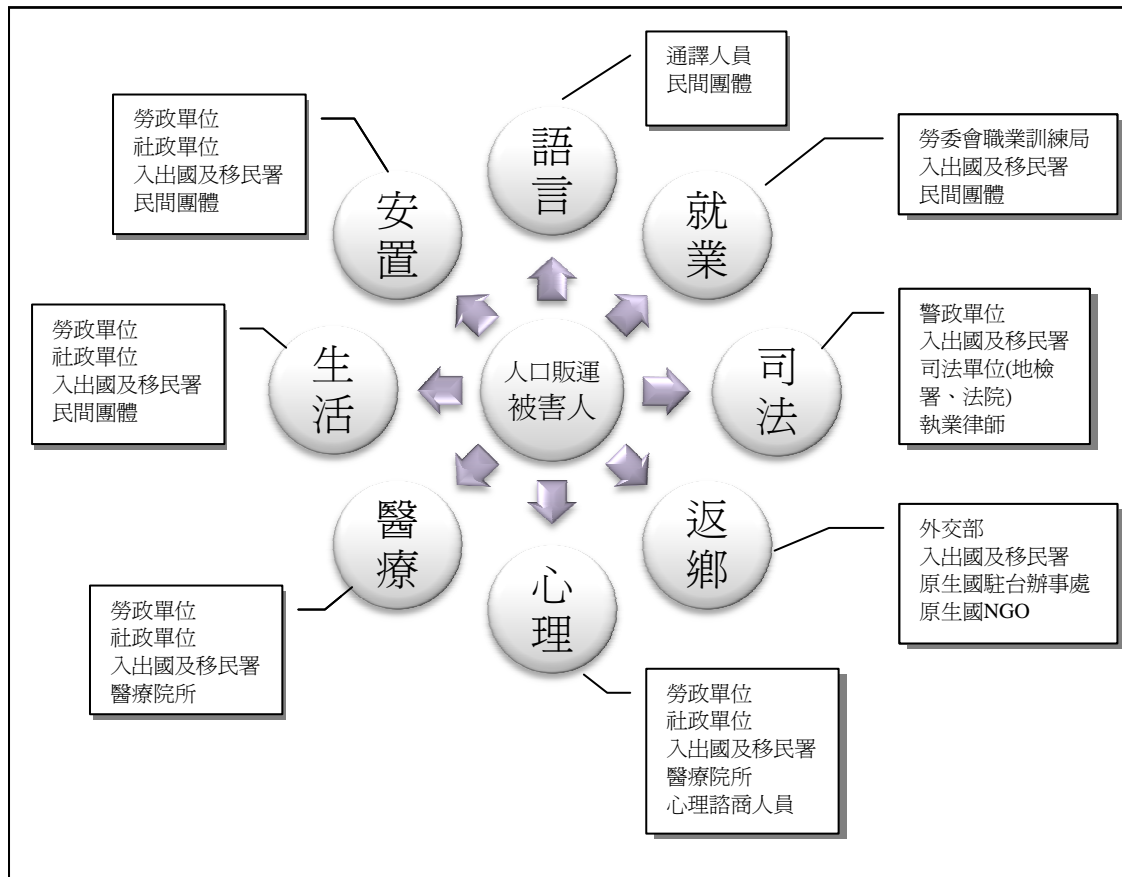 通譯人員
民間團體
語言
勞委會職業訓練局
入出國及移民署
民間團體
就業
警政單位
入出國及移民署
司法單位(地檢
署、法院)
執業律師
司法
外交部
入出國及移民署
原生國駐台辦事處
原生國NGO
返鄉
勞政單位
社政單位
入出國及移民署
醫療院所
心理諮商人員
心理
勞政單位
社政單位
入出國及移民署
醫療院所
醫療
勞政單位
社政單位
入出國及移民署
民間團體
生活
勞政單位
社政單位
入出國及移民署
民間團體
安置
人口販運
被害人